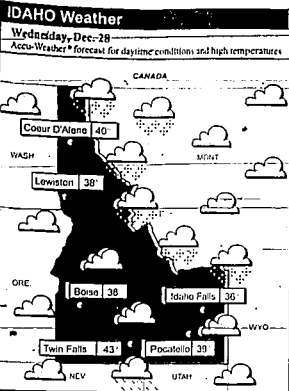 IDAHO Weather
Wednesday, Dec. 28
Accu-Weather® forecast for daytime conditions and high temperatures
CANADA
Coeur D'Alene 40°
WASH
MONT
Lewiston 38°
ORE.
Boise 38
Idaho Falls 36°
WYO
Twin Falls 43°
Pocatello 39°
NEV
UTAH